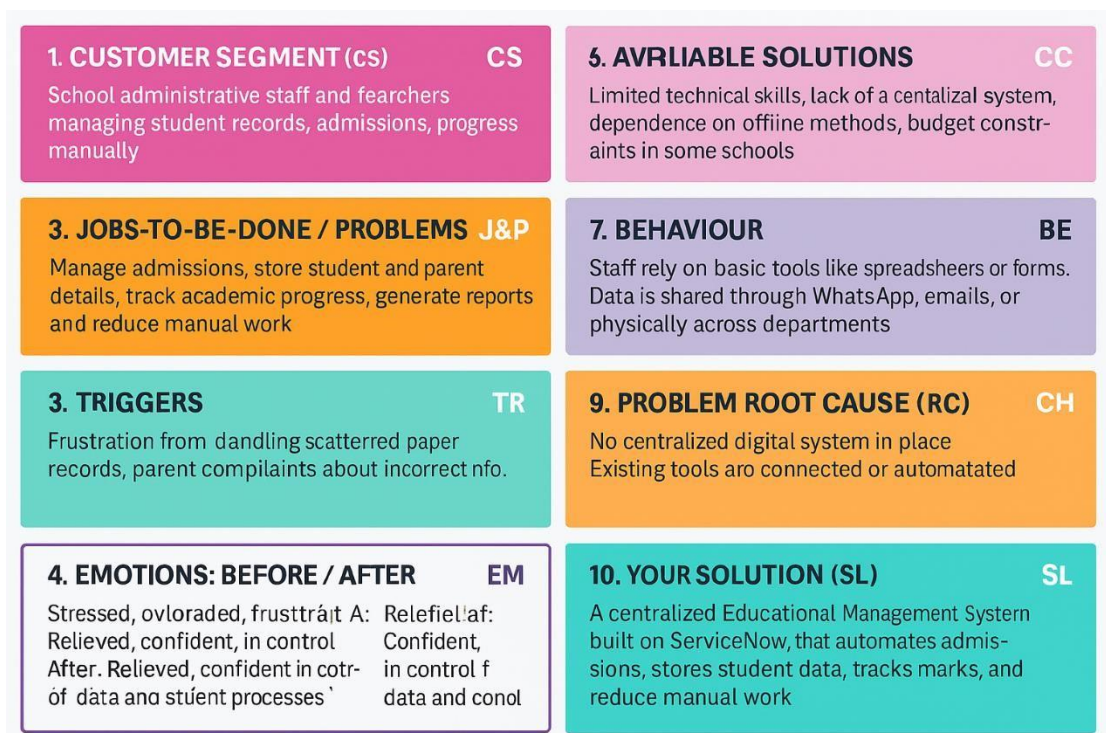 1. CUSTOMER SEGMENT (CS) CS
School administrative staff and fearchers
managing student records, admissions, progress
manually
3. JOBS-TO-BE-DONE / PROBLEMS J&P
Manage admissions, store student and parent
details, track academic progress, generate reports
and reduce manual work
3. TRIGGERS TR
Frustration from dandling scatterred paper
records, parent compilaints about incorrect nfo.
4. EMOTIONS: BEFORE / AFTER EM
Stressed, ovloraded, frusttráit A:
Relieved, confident, in control
After. Relieved, confident in cotr-
of data ang stuient processes
Relefiel:af:
Confident,
in control f
data and conol
5. AVRLIABLE SOLUTIONS CC
Limited technical skills, lack of a centalizal system,
dependence on offiine methods, budget constr-
aints in some schools
7. BEHAVIOUR BE
Staff rely on basic tools like spreadsheers or forms.
Data is shared through WhatsApp, emails, or
physically across departments
9. PROBLEM ROOT CAUSE (RC) CH
No centralized digital system in place
Existing tools aro connected or automatated
10. YOUR SOLUTION (SL) SL
A centralized Educational Management System
built on ServiceNow, that automates admis-
sions, stores student data, tracks marks, and
reduce manual work